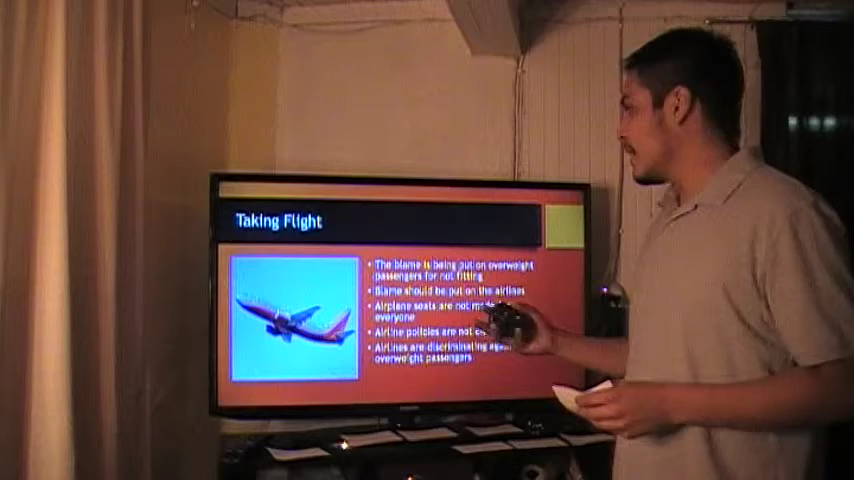 Taking Flight
• The blame is being put on overweight
passengers for not fitting
• Blame should be put on the airlines
• Airplane seats are not
everyone
• Airline policies are not
• Airlines are discriminating
overweight passengers